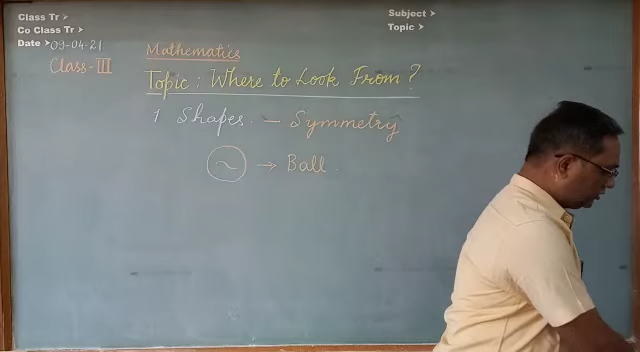 Class Tr >
Subject >
Co Class Tr >
Topic >
Date > 09-04-21
Mathematics
Class-III
Topic : Where to Look From ?
1 Shapes. — Symmetry
→ Ball.